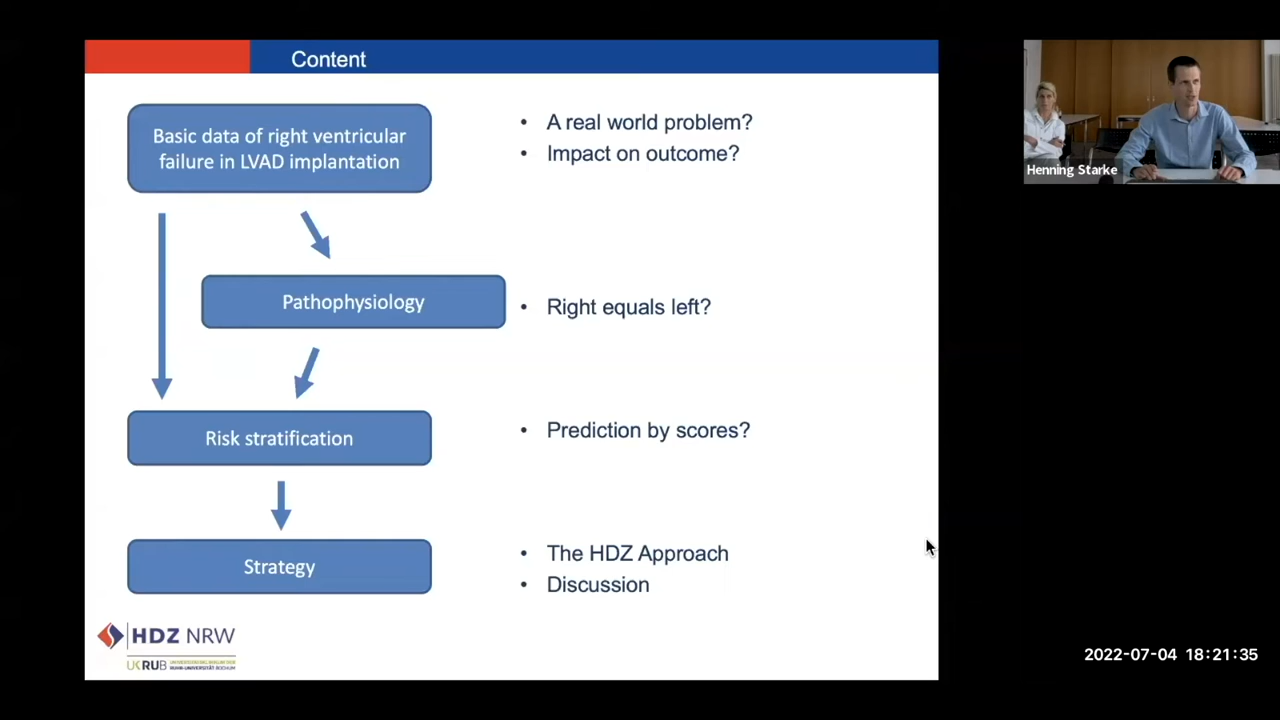 Content
Basic data of right ventricular
failure in LVAD implantation
• A real world problem?
• Impact on outcome?
Pathophysiology
• Right equals left?
Risk stratification
• Prediction by scores?
Strategy
• The HDZ Approach
• Discussion
HDZ NRW
UK RUB
Henning Starke
2022-07-04 18:21:35